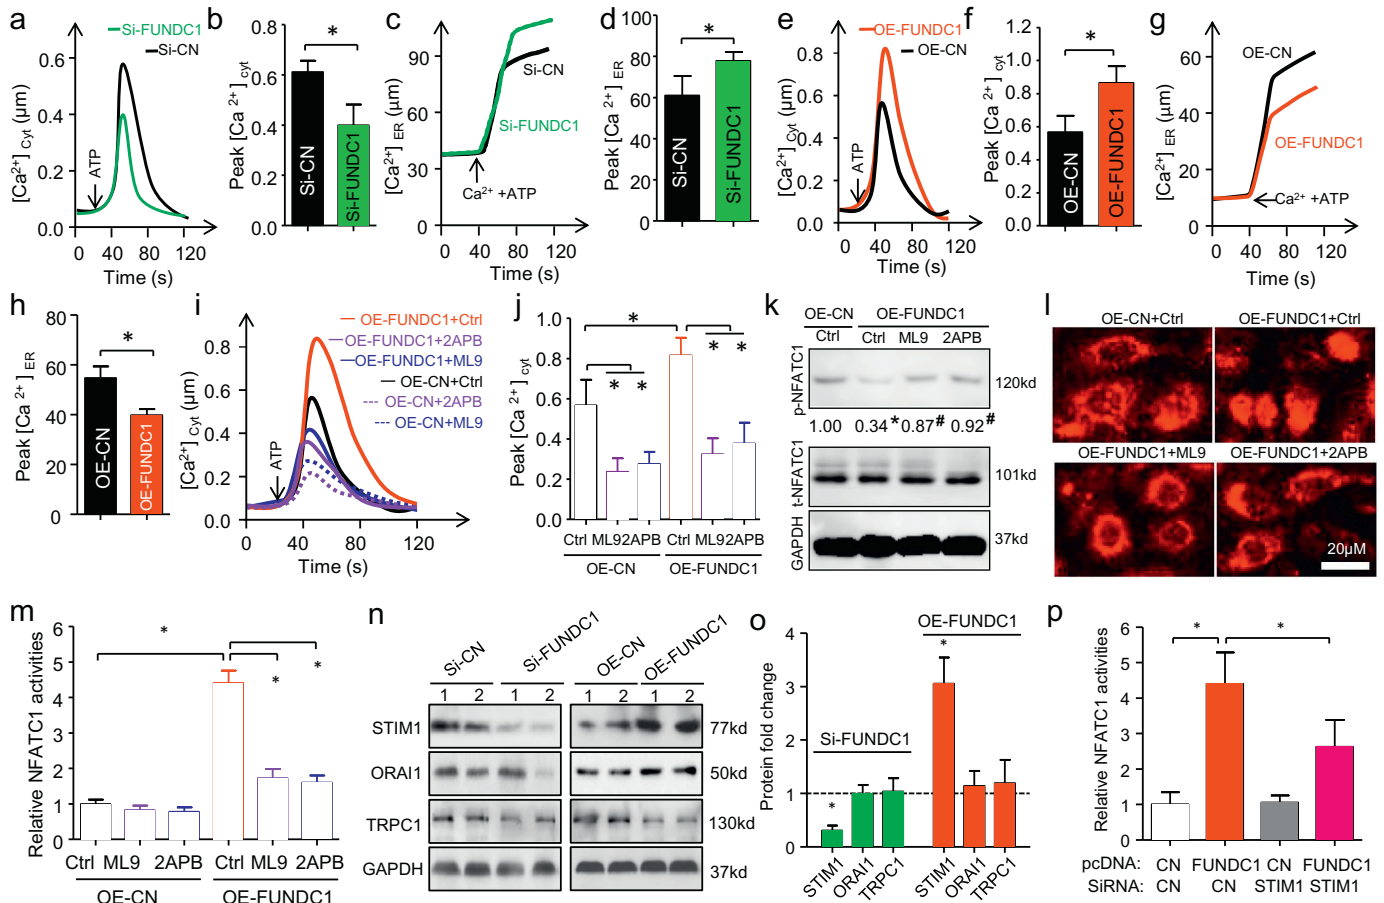 a
Si-FUNDC1
Si-CN
[Ca²⁺] Cyt (µm)
0.6
0.4
0.2
0.0
ATP
0 40 80 120
Time (s)
b
Peak [Ca ²⁺] cyt
0.8
0.6
0.4
0.2
0.0
*
Si-CN
Si-FUNDC1
c
[Ca²⁺] ER (µm)
90
60
30
0
Si-CN
Si-FUNDC1
Ca²⁺ +ATP
0 40 80 120
Time (s)
d
Peak [Ca ²⁺] ER
100
80
60
40
20
0
*
Si-CN
Si-FUNDC1
e
OE-FUNDC1
OE-CN
[Ca²⁺] Cyt (µm)
0.8
0.6
0.4
0.2
0.0
ATP
0 40 80 120
Time (s)
f
Peak [Ca ²⁺] cyt
1.2
1.0
0.8
0.6
0.4
0.2
0.0
*
OE-CN
OE-FUNDC1
g
[Ca²⁺] ER (µm)
60
40
20
0
OE-CN
OE-FUNDC1
Ca²⁺ +ATP
0 40 80 120
Time (s)
h
Peak [Ca ²⁺] ER
80
60
40
20
0
*
OE-CN
OE-FUNDC1
i
OE-FUNDC1+Ctrl
OE-FUNDC1+2APB
OE-FUNDC1+ML9
OE-CN+Ctrl
OE-CN+2APB
OE-CN+ML9
[Ca²⁺] Cyt (µm)
0.8
0.6
0.4
0.2
0.0
ATP
0 40 80 120
Time (s)
j
Peak [Ca ²⁺] cyt
1.0
0.8
0.6
0.4
0.2
0.0
*
* *
* *
Ctrl ML9 2APB Ctrl ML9 2APB
OE-CN OE-FUNDC1
k
OE-CN OE-FUNDC1
Ctrl Ctrl ML9 2APB
p-NFATC1
120kd
1.00 0.34* 0.87# 0.92#
t-NFATC1
101kd
GAPDH
37kd
l
OE-CN+Ctrl OE-FUNDC1+Ctrl
OE-FUNDC1+ML9 OE-FUNDC1+2APB
20µM
m
Relative NFATC1 activities
6
5
4
3
2
1
0
*
*
*
Ctrl ML9 2APB Ctrl ML9 2APB
OE-CN OE-FUNDC1
n
Si-CN Si-FUNDC1 OE-CN OE-FUNDC1
1 2 1 2 1 2 1 2
STIM1 77kd
ORAI1 50kd
TRPC1 130kd
GAPDH 37kd
o
OE-FUNDC1
Si-FUNDC1
Protein fold change
4
3
2
1
0
*
*
STIM1 ORAI1 TRPC1 STIM1 ORAI1 TRPC1
p
Relative NFATC1 activities
6
5
4
3
2
1
0
* *
pcDNA: CN FUNDC1 CN FUNDC1
SiRNA: CN CN STIM1 STIM1